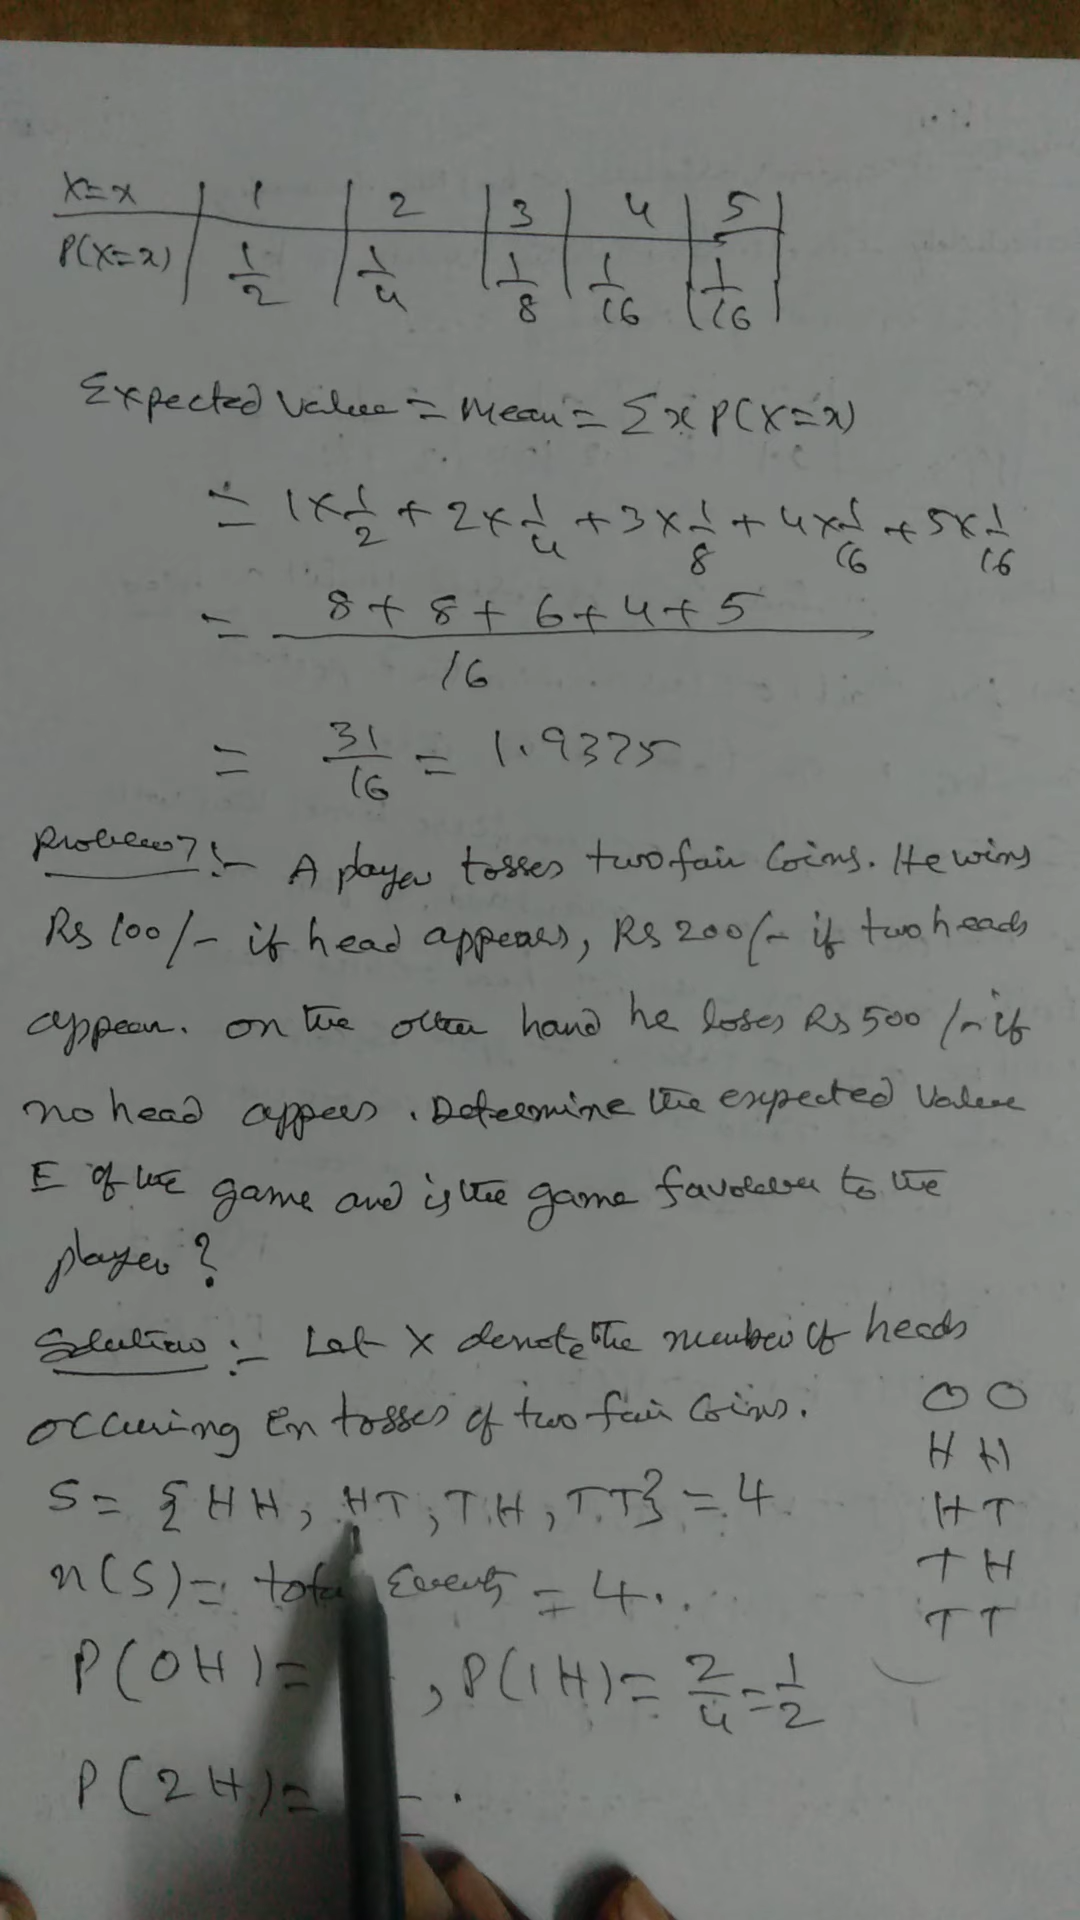 X=x | 1 | 2 | 3 | 4 | 5 |
P(X=x) | 1/2 | 1/4 | 1/8 | 1/16 | 1/16 |
Expected Value = Mean = Σ x P(X=x)
= 1×1/2 + 2×1/4 + 3×1/8 + 4×1/16 + 5×1/16
= (8+8+6+4+5)/16
= 31/16 = 1.9375
Problem 7:- A player tosses two fair Coins. He wins
Rs 100/- if head appears, Rs 200/- if two heads
appear. on the other hand he loses Rs 500/- if
no head appers. Determine the expected Value
E of the game and is the game favourable to the
player?
Solution:- Let X denote the number of heads
occuring in tosses of two fair Coins.
S = {HH, HT, TH, TT} = 4
n(S) = total Events = 4.
P(0H) = , P(1H) = 2/4 = 1/2
P(2H) = .
O O
H H
H T
T H
T T